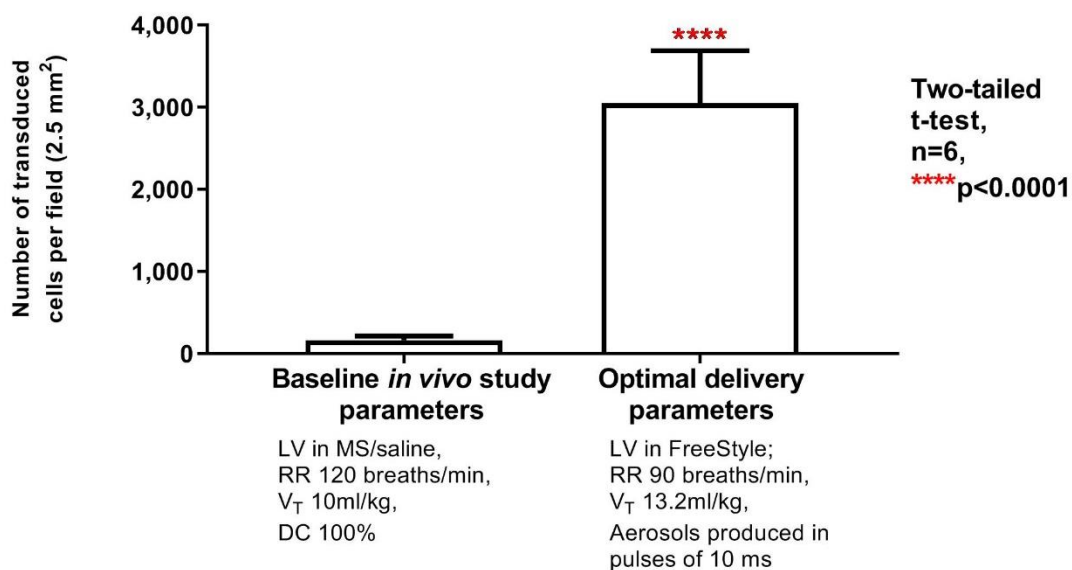 Number of transduced
cells per field (2.5 mm²)
4,000
3,000
2,000
1,000
0
****
Two-tailed
t-test,
n=6,
****p<0.0001
Baseline in vivo study
parameters
LV in MS/saline,
RR 120 breaths/min,
V_T 10ml/kg,
DC 100%
Optimal delivery
parameters
LV in FreeStyle;
RR 90 breaths/min,
V_T 13.2ml/kg,
Aerosols produced in
pulses of 10 ms